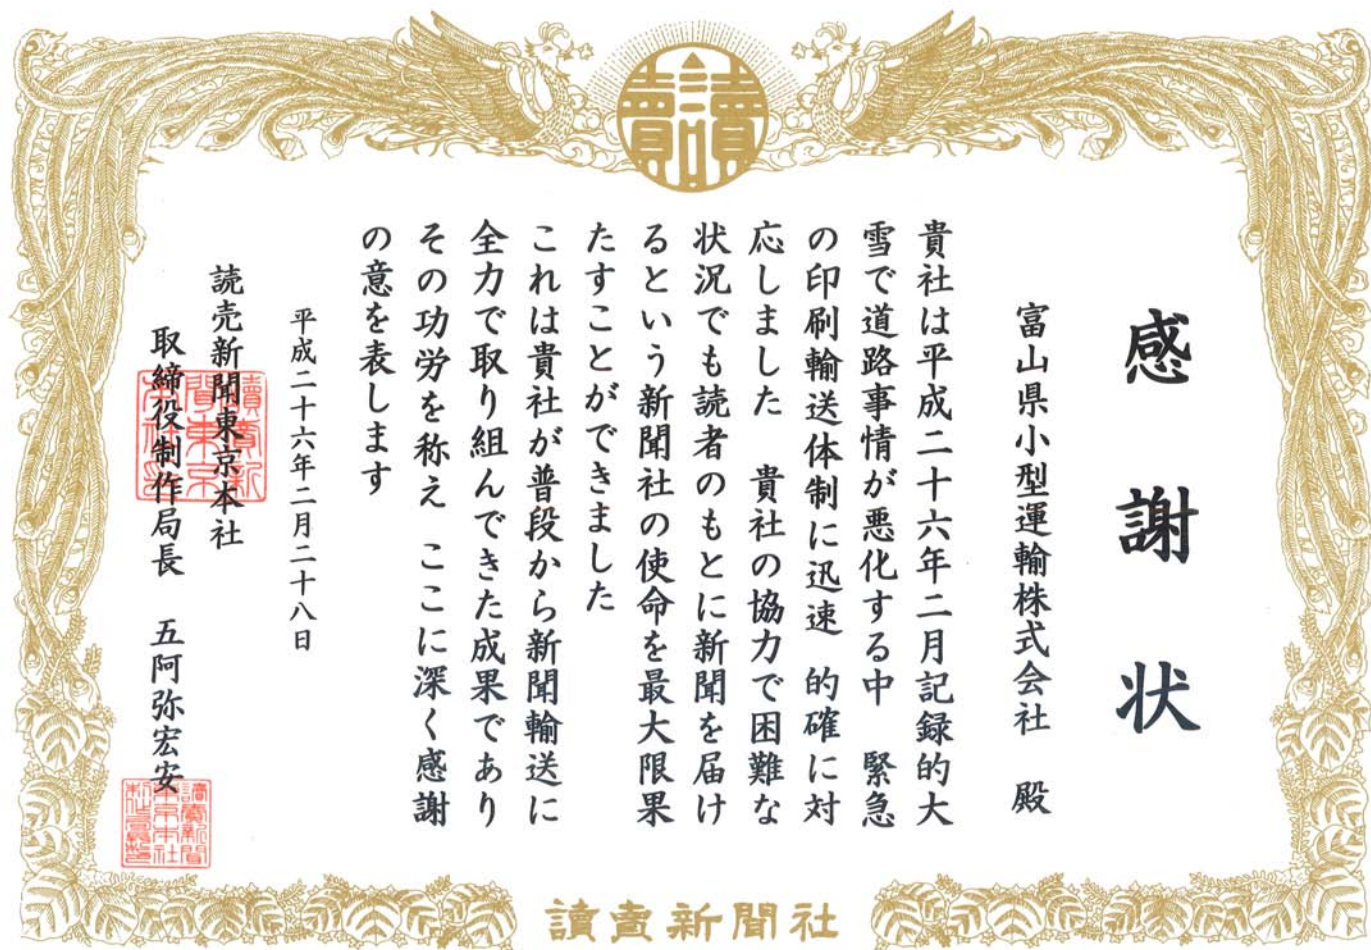 讀賣
感謝状
富山県小型運輸株式会社 殿
貴社は平成二十六年二月記録的大
雪で道路事情が悪化する中 緊急
の印刷輸送体制に迅速 的確に対
応しました 貴社の協力で困難な
状況でも読者のもとに新聞を届け
るという新聞社の使命を最大限果
たすことができました
これは貴社が普段から新聞輸送に
全力で取り組んできた成果であり
その功労を称え ここに深く感謝
の意を表します
平成二十六年二月二十八日
読売新聞東京本社
取締役制作局長 五阿弥宏安
讀賣新聞社